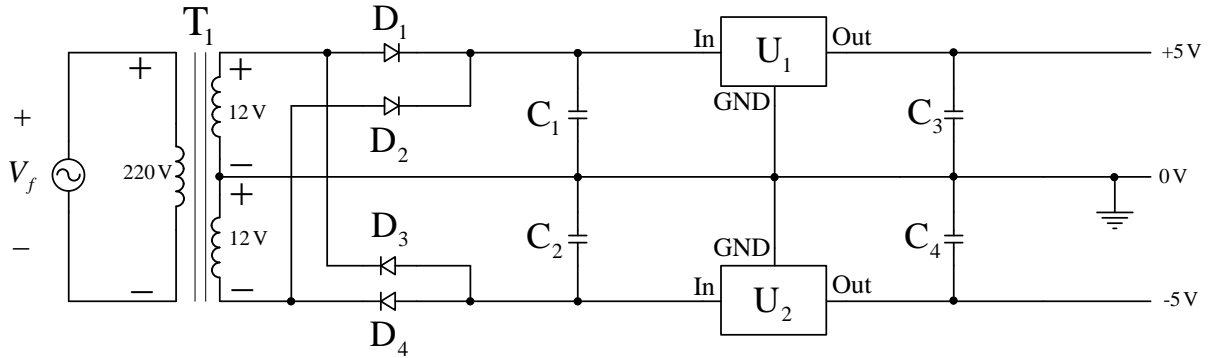 T₁
D₁
In
U₁
Out
+5 V
+
+
12 V
D₂
GND
C₁
C₃
+
V_f
−
220 V
−
+
12 V
0 V
D₃
C₂
GND
C₄
−
−
In
U₂
Out
-5 V
D₄